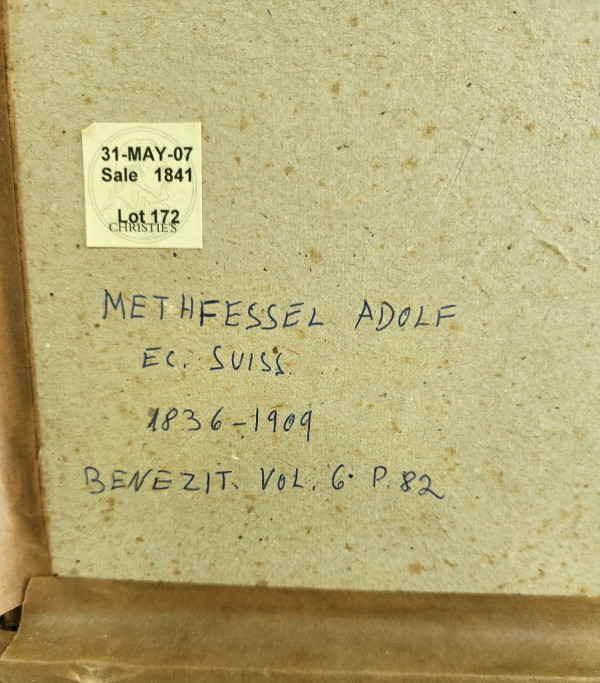 31-MAY-07
Sale 1841
Lot 172
CHRISTIE'S
METHFESSEL ADOLF
EC. SUISS.
1836-1909
BENEZIT. VOL. 6. P. 82